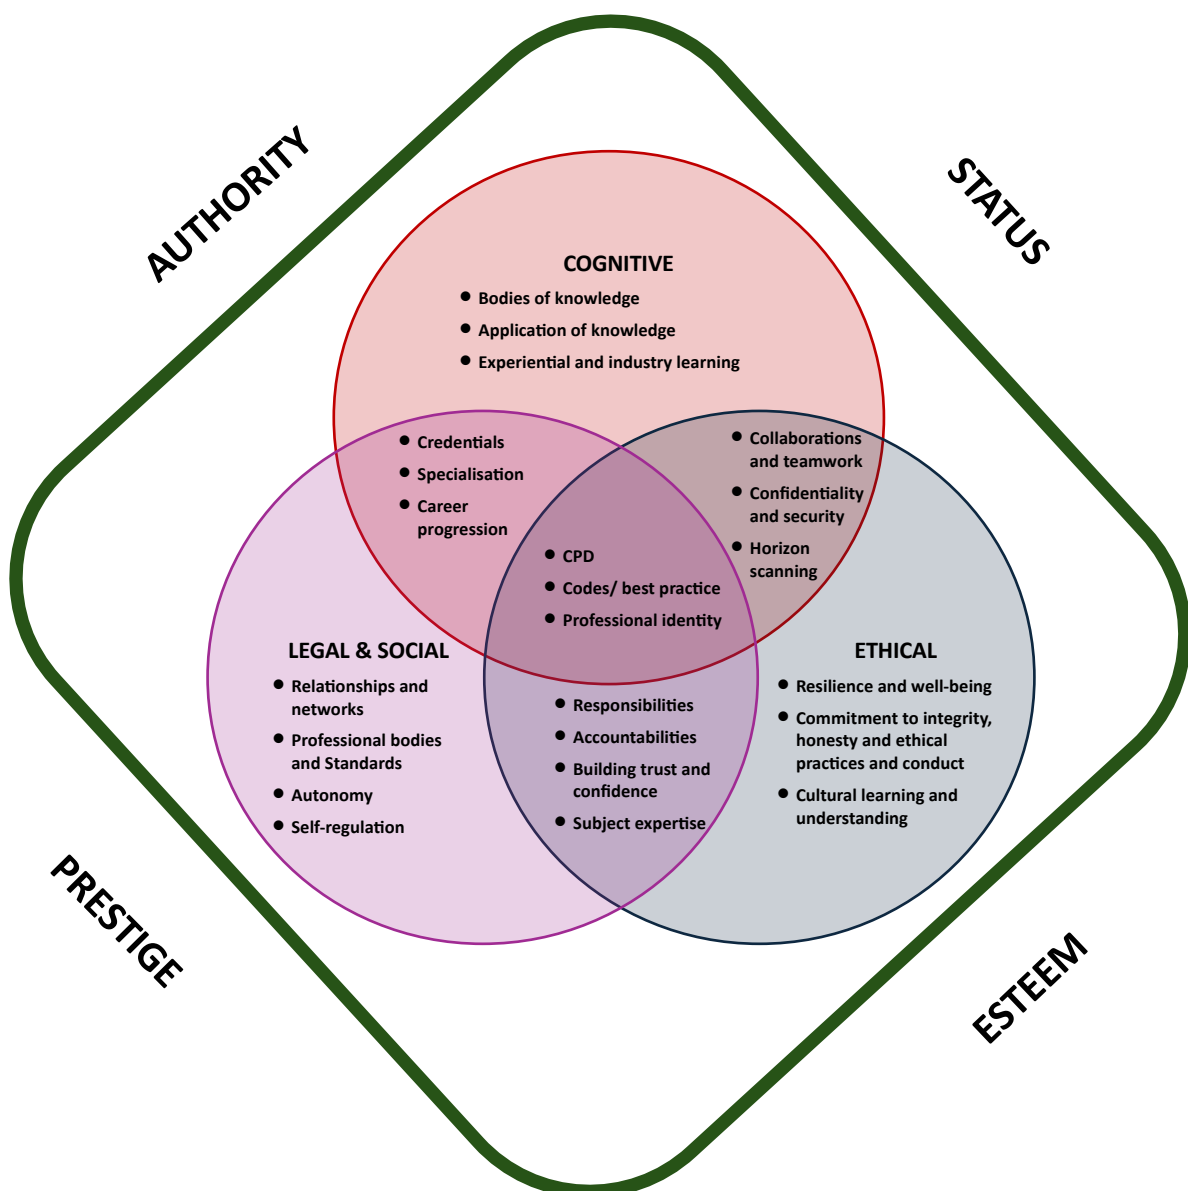 AUTHORITY
STATUS
COGNITIVE
• Bodies of knowledge
• Application of knowledge
• Experiential and industry learning
• Credentials
• Specialisation
• Career
progression
• Collaborations
and teamwork
• Confidentiality
and security
• Horizon
scanning
• CPD
• Codes/ best practice
• Professional identity
LEGAL & SOCIAL
• Relationships and
networks
• Professional bodies
and Standards
• Autonomy
• Self-regulation
• Responsibilities
• Accountabilities
• Building trust and
confidence
• Subject expertise
ETHICAL
• Resilience and well-being
• Commitment to integrity,
honesty and ethical
practices and conduct
• Cultural learning and
understanding
PRESTIGE
ESTEEM